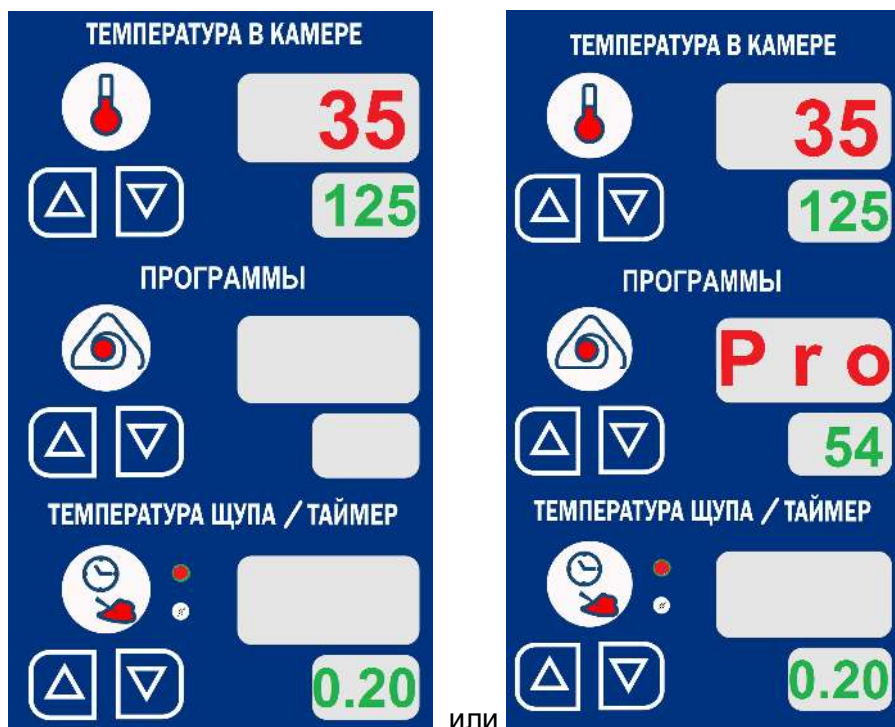 ТЕМПЕРАТУРА В КАМЕРЕ
35
125
ПРОГРАММЫ
ТЕМПЕРАТУРА ЩУПА / ТАЙМЕР
0.20
или
ТЕМПЕРАТУРА В КАМЕРЕ
35
125
ПРОГРАММЫ
Pro
54
ТЕМПЕРАТУРА ЩУПА / ТАЙМЕР
0.20